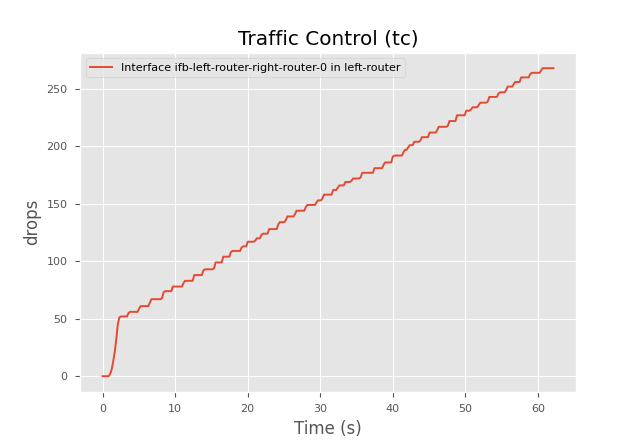 Traffic Control (tc)
Interface ifb-left-router-right-router-0 in left-router
250
200
150
100
50
0
drops
0 10 20 30 40 50 60
Time (s)